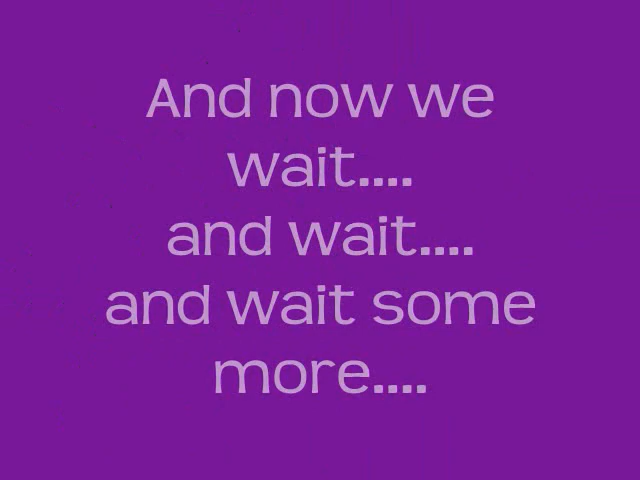 And now we
wait....
and wait....
and wait some
more....